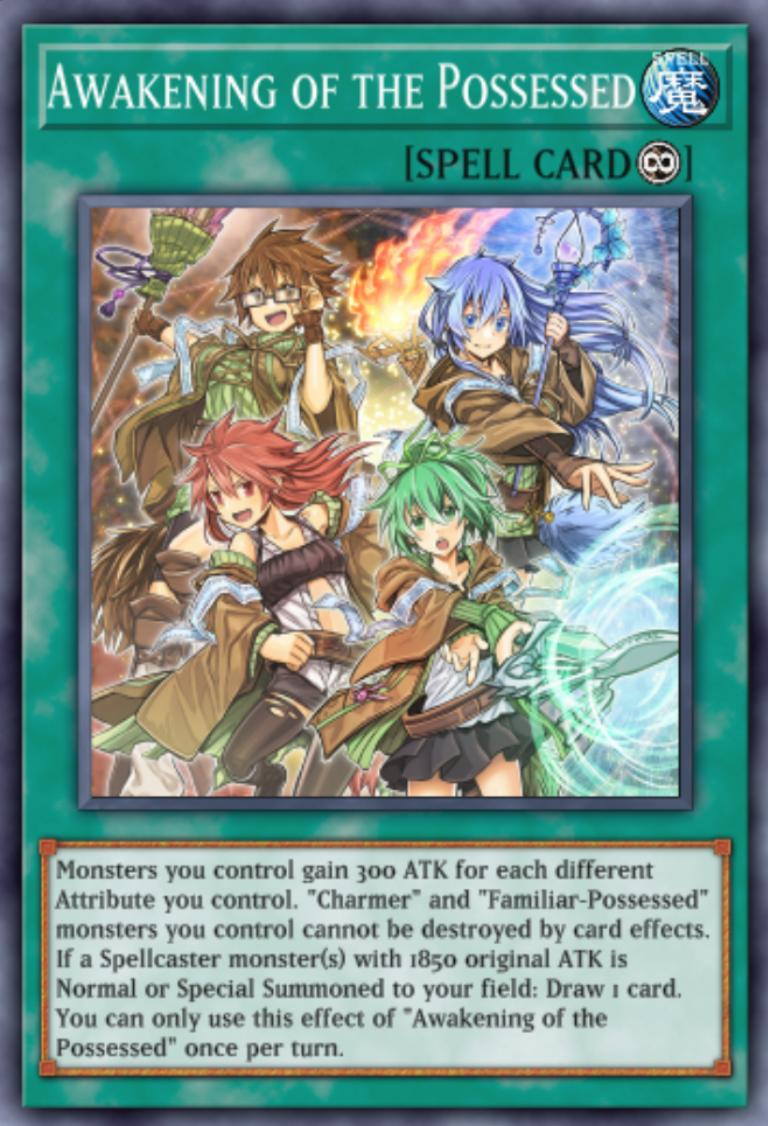 Awakening of the Possessed
SPELL
魔
[SPELL CARD]
Monsters you control gain 300 ATK for each different
Attribute you control. "Charmer" and "Familiar-Possessed"
monsters you control cannot be destroyed by card effects.
If a Spellcaster monster(s) with 1850 original ATK is
Normal or Special Summoned to your field: Draw 1 card.
You can only use this effect of "Awakening of the
Possessed" once per turn.